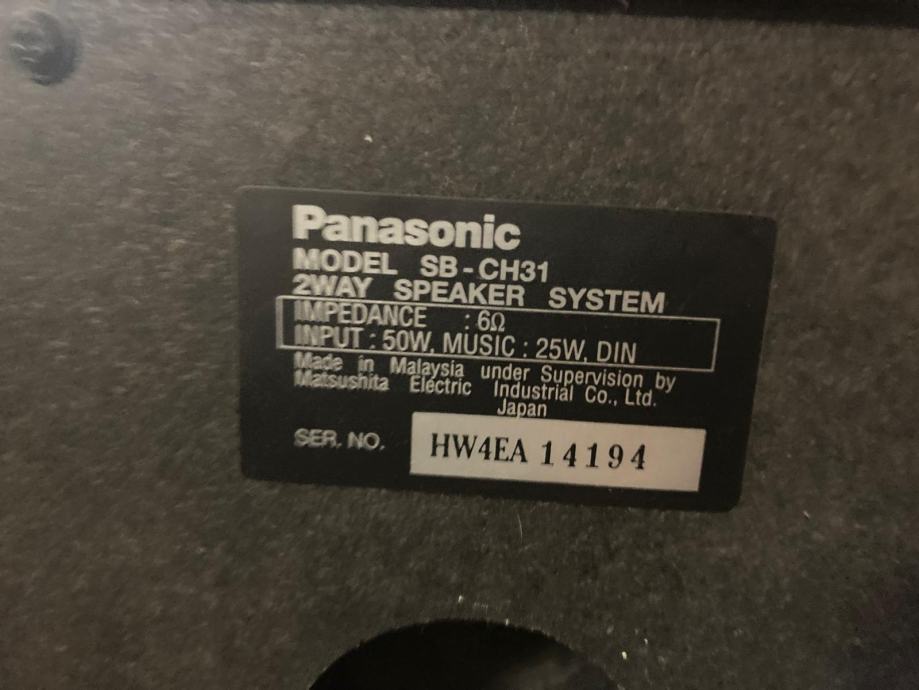 Panasonic
MODEL SB-CH31
2WAY SPEAKER SYSTEM
IMPEDANCE : 6Ω
INPUT : 50W, MUSIC : 25W, DIN
Made in Malaysia under Supervision by
Matsushita Electric Industrial Co., Ltd.
Japan
SER. NO. HW4EA 14194